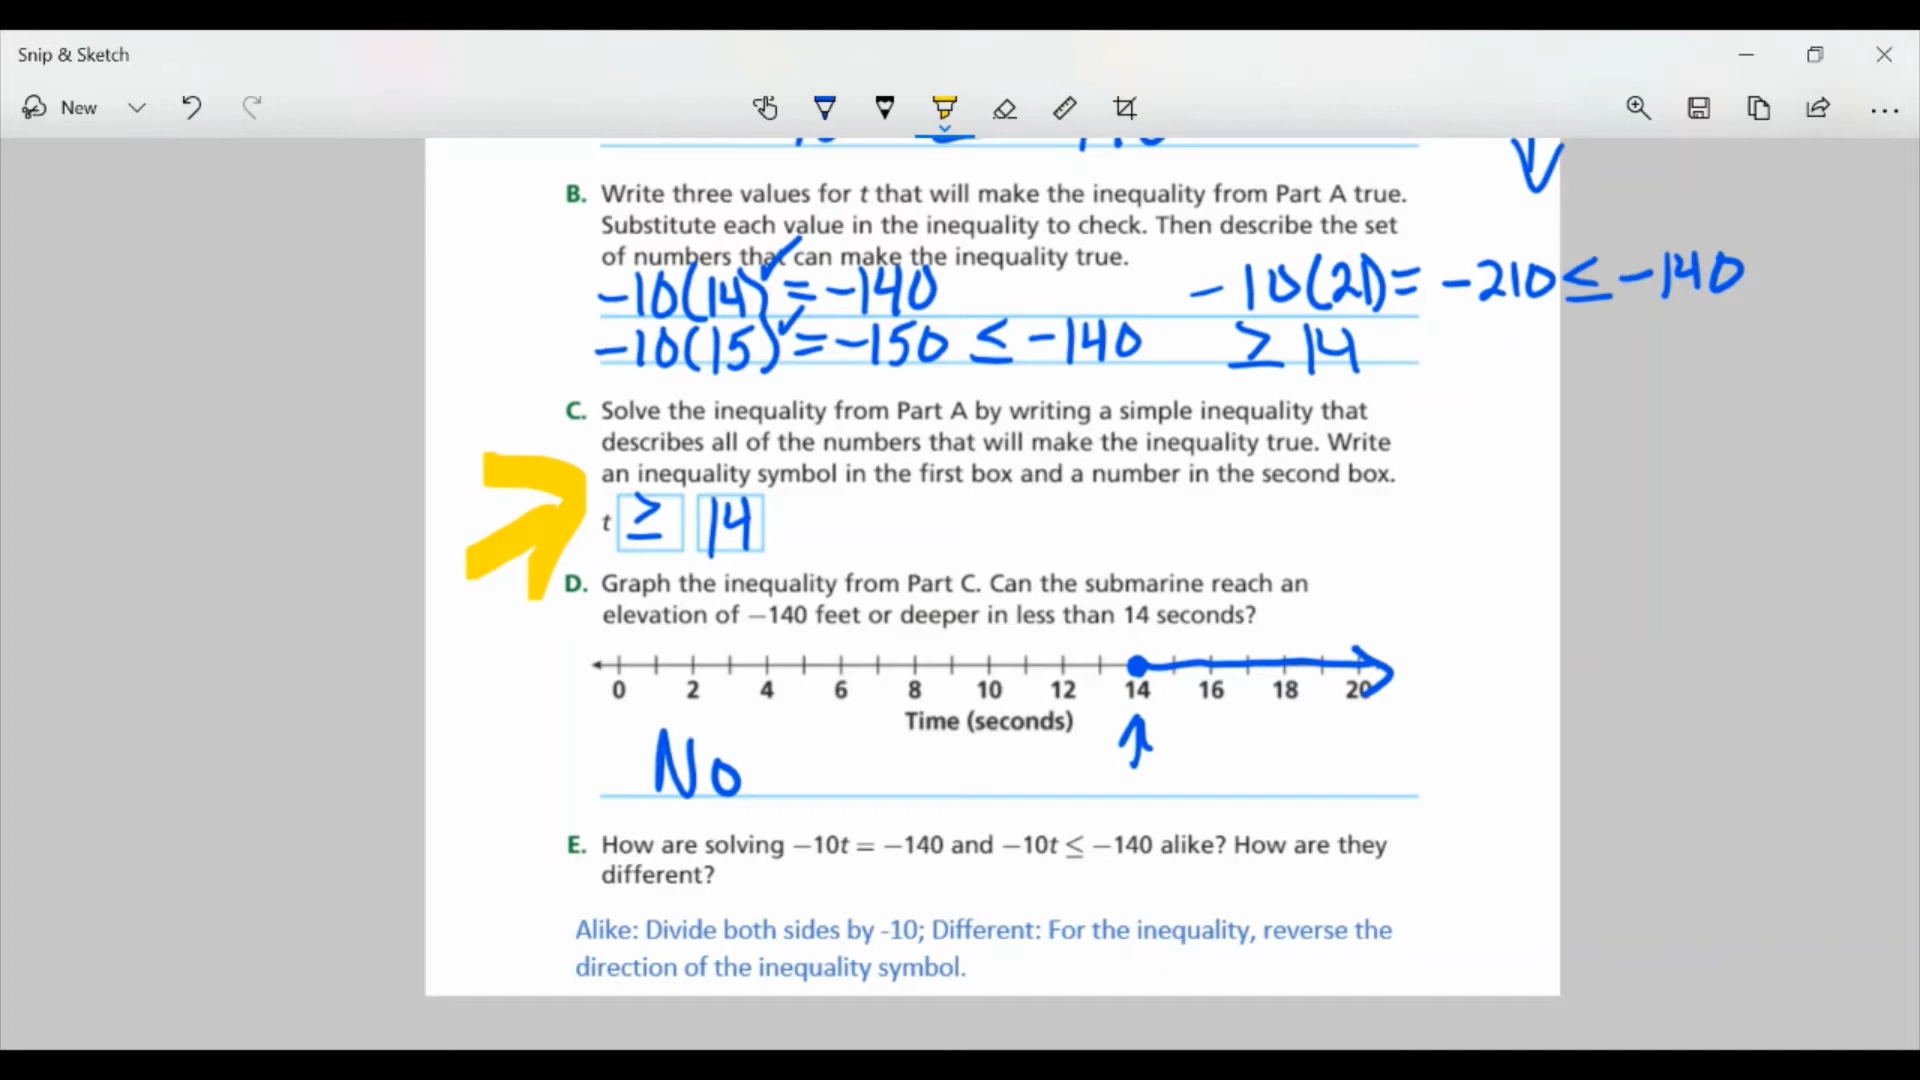 Snip & Sketch
New
B. Write three values for t that will make the inequality from Part A true.
Substitute each value in the inequality to check. Then describe the set
of numbers that can make the inequality true.
-10(14) = -140
-10(21) = -210 ≤ -140
-10(15) = -150 ≤ -140
≥ 14
C. Solve the inequality from Part A by writing a simple inequality that
describes all of the numbers that will make the inequality true. Write
an inequality symbol in the first box and a number in the second box.
t ≥ 14
D. Graph the inequality from Part C. Can the submarine reach an
elevation of −140 feet or deeper in less than 14 seconds?
0 2 4 6 8 10 12 14 16 18 20
Time (seconds)
No
E. How are solving −10t = −140 and −10t ≤ −140 alike? How are they
different?
Alike: Divide both sides by -10; Different: For the inequality, reverse the
direction of the inequality symbol.